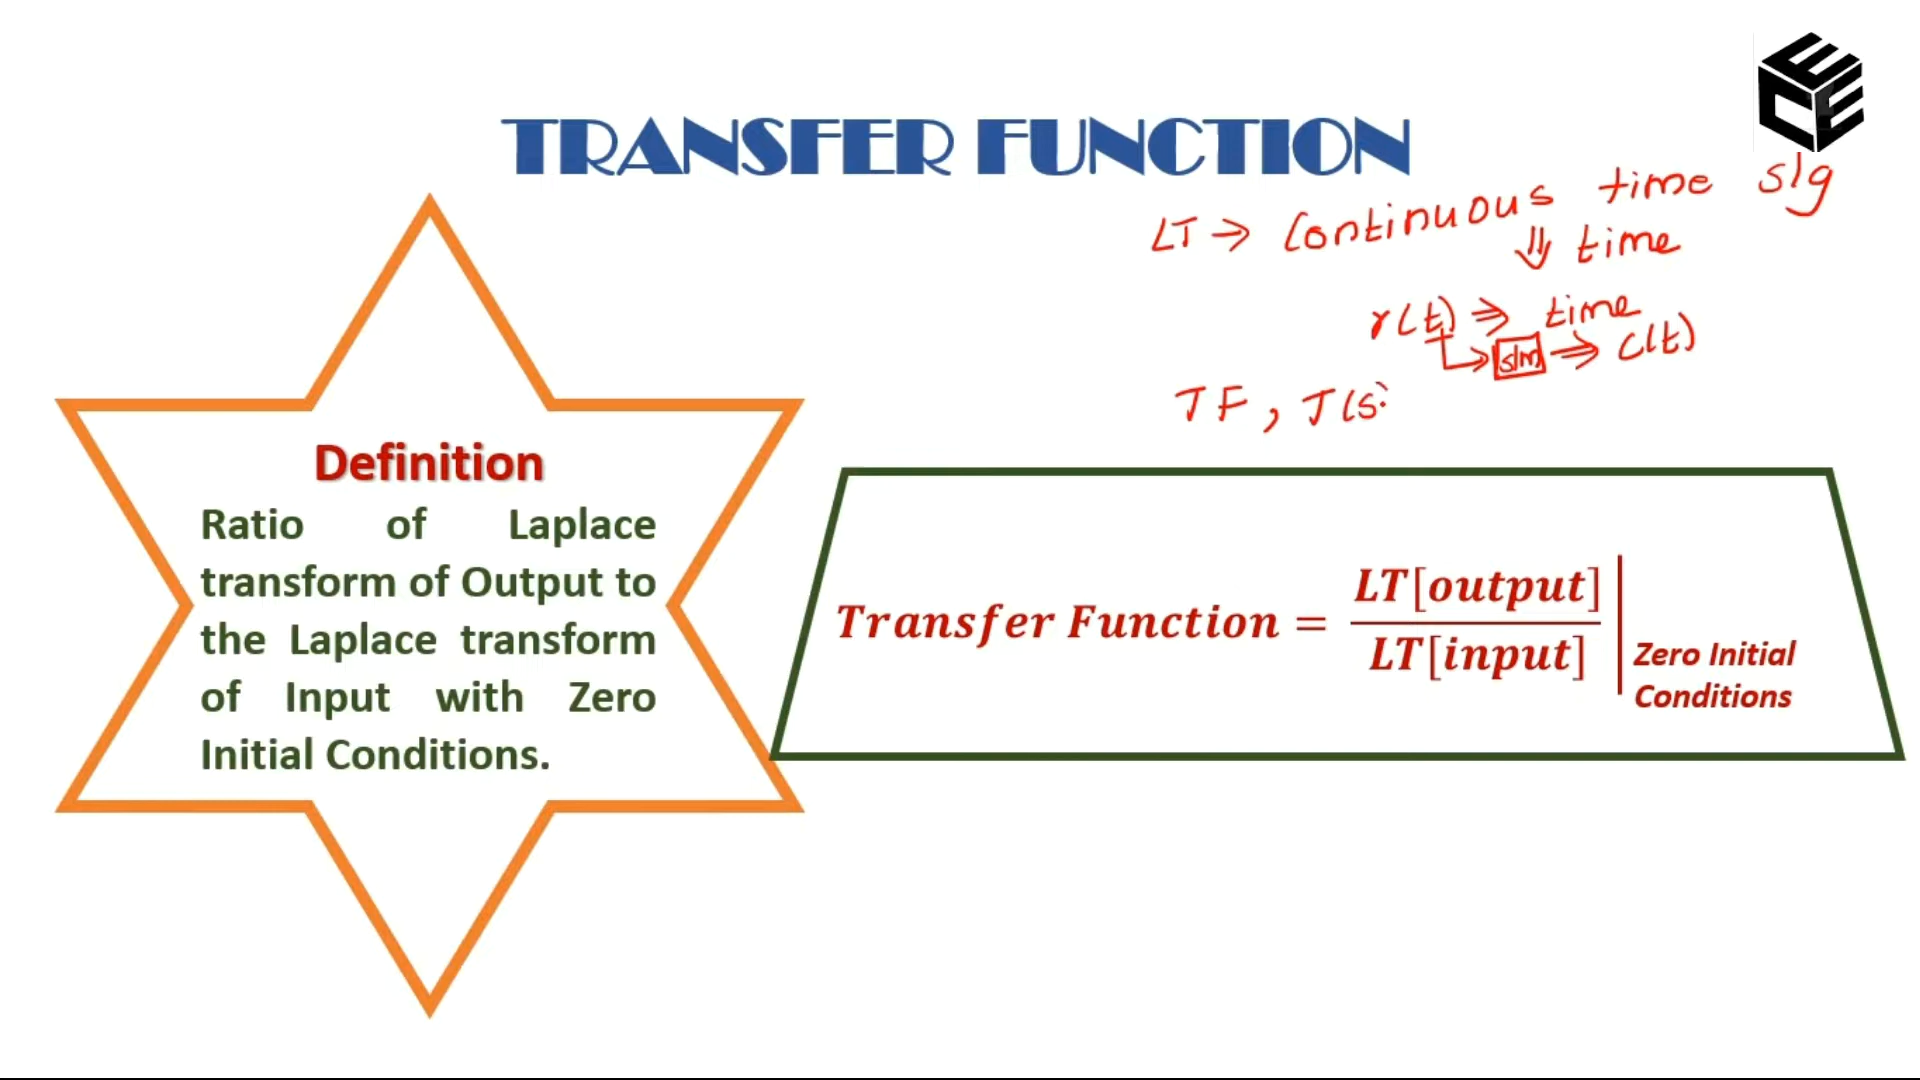 TRANSFER FUNCTION
LT → Continuous time slg
⇓ time
r(t) ⇒ time
s/m ⇒ c(t)
TF, T(s)
Definition
Ratio of Laplace
transform of Output to
the Laplace transform
of Input with Zero
Initial Conditions.
Transfer Function = LT[output] / LT[input] |
Zero Initial
Conditions
ECE